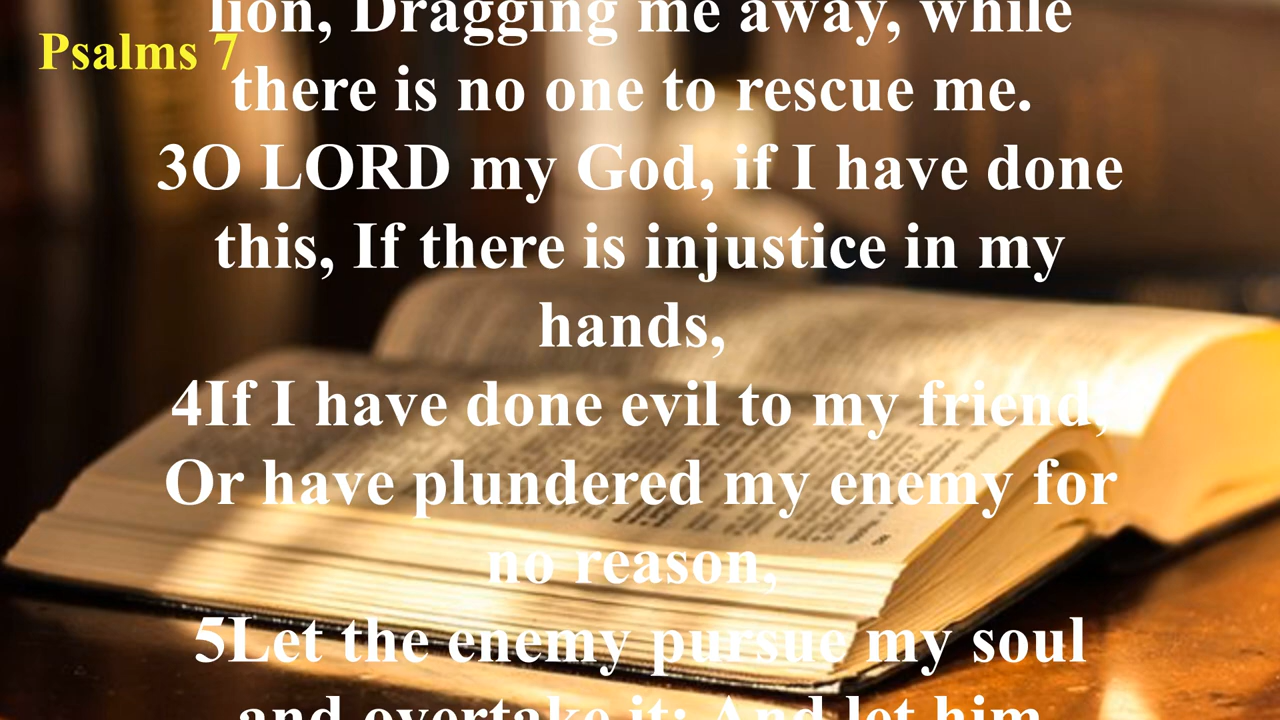 lion, Dragging me away, while
Psalms 7
there is no one to rescue me.
3O LORD my God, if I have done
this, If there is injustice in my
hands,
4If I have done evil to my friend,
Or have plundered my enemy for
no reason,
5Let the enemy pursue my soul
and overtake it; And let him